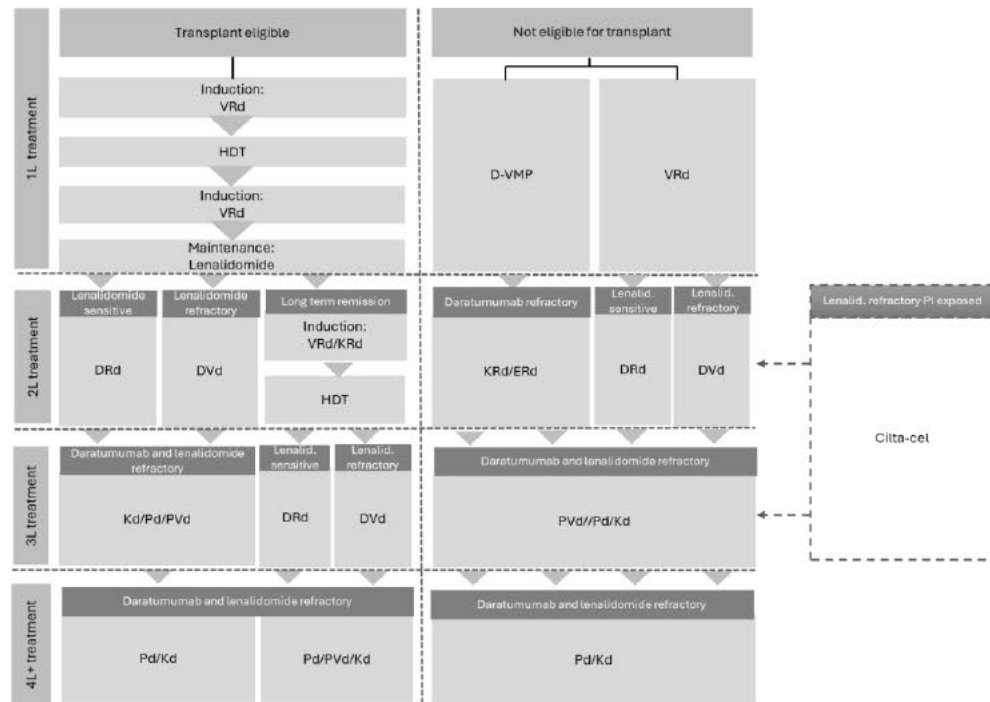 Transplant eligible
Not eligible for transplant
1L treatment
Induction:
VRd
HDT
Induction:
VRd
Maintenance:
Lenalidomide
D-VMP
VRd
2L treatment
Lenalidomide
sensitive
DRd
Lenalidomide
refractory
DVd
Long term remission
Induction:
VRd/KRd
HDT
Daratumumab refractory
KRd/ERd
Lenalid.
sensitive
DRd
Lenalid.
refractory
DVd
Lenalid. refractory PI exposed
Cilta-cel
3L treatment
Daratumumab and lenalidomide
refractory
Kd/Pd/PVd
Lenalid.
sensitive
DRd
Lenalid.
refractory
DVd
Daratumumab and lenalidomide refractory
PVd//Pd/Kd
4L+ treatment
Daratumumab and lenalidomide refractory
Pd/Kd
Pd/PVd/Kd
Daratumumab and lenalidomide refractory
Pd/Kd